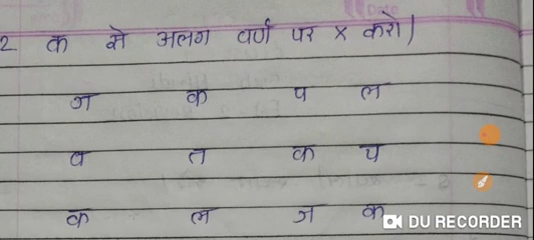 2 क से अलग वर्ण पर × करो।
ज क प ल
व त क प
क ल ज क
DU RECORDER